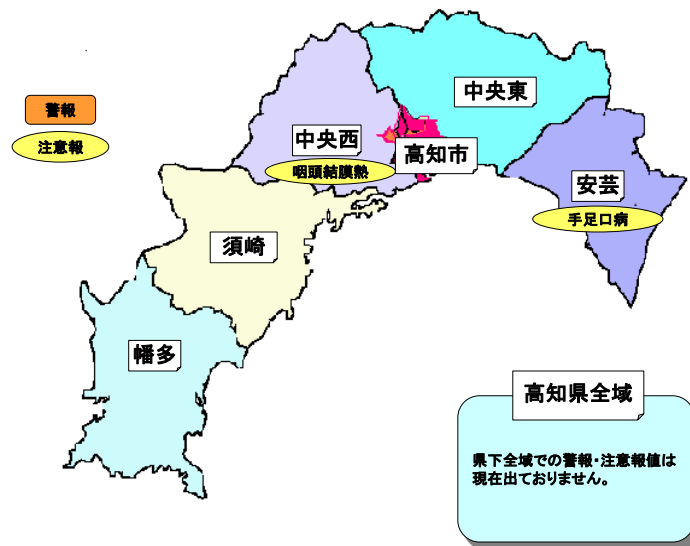 警報
注意報
中央東
中央西
咽頭結膜熱
高知市
安芸
手足口病
須崎
幡多
高知県全域
県下全域での警報・注意報値は
現在出ておりません。